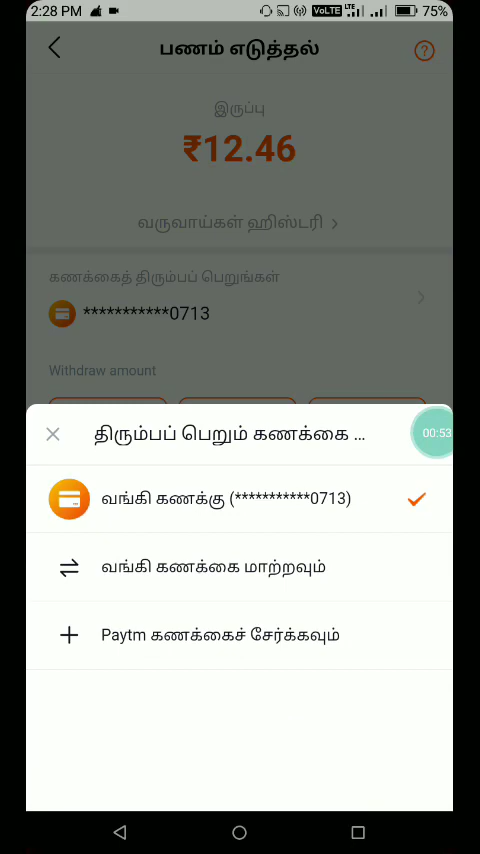 2:28 PM VoLTE LTE 75%
பணம் எடுத்தல் ?
இருப்பு
₹12.46
வருவாய்கள் ஹிஸ்டரி >
கணக்கைத் திரும்பப் பெறுங்கள்
***********0713
Withdraw amount
திரும்பப் பெறும் கணக்கை ...
00:53
வங்கி கணக்கு (***********0713)
வங்கி கணக்கை மாற்றவும்
Paytm கணக்கைச் சேர்க்கவும்